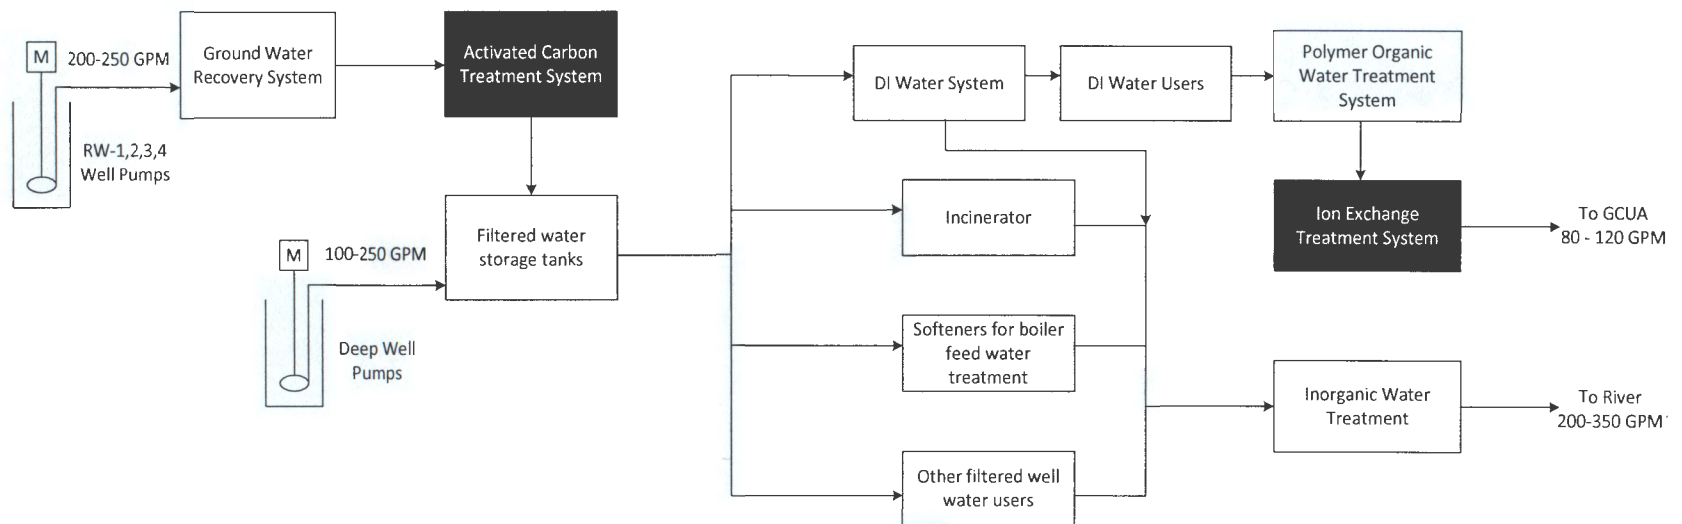 M
200-250 GPM
RW-1,2,3,4
Well Pumps
Ground Water
Recovery System
Activated Carbon
Treatment System
M
100-250 GPM
Deep Well
Pumps
Filtered water
storage tanks
DI Water System
DI Water Users
Polymer Organic
Water Treatment
System
Incinerator
Ion Exchange
Treatment System
To GCUA
80 - 120 GPM
Softeners for boiler
feed water
treatment
Inorganic Water
Treatment
To River
200-350 GPM
Other filtered well
water users